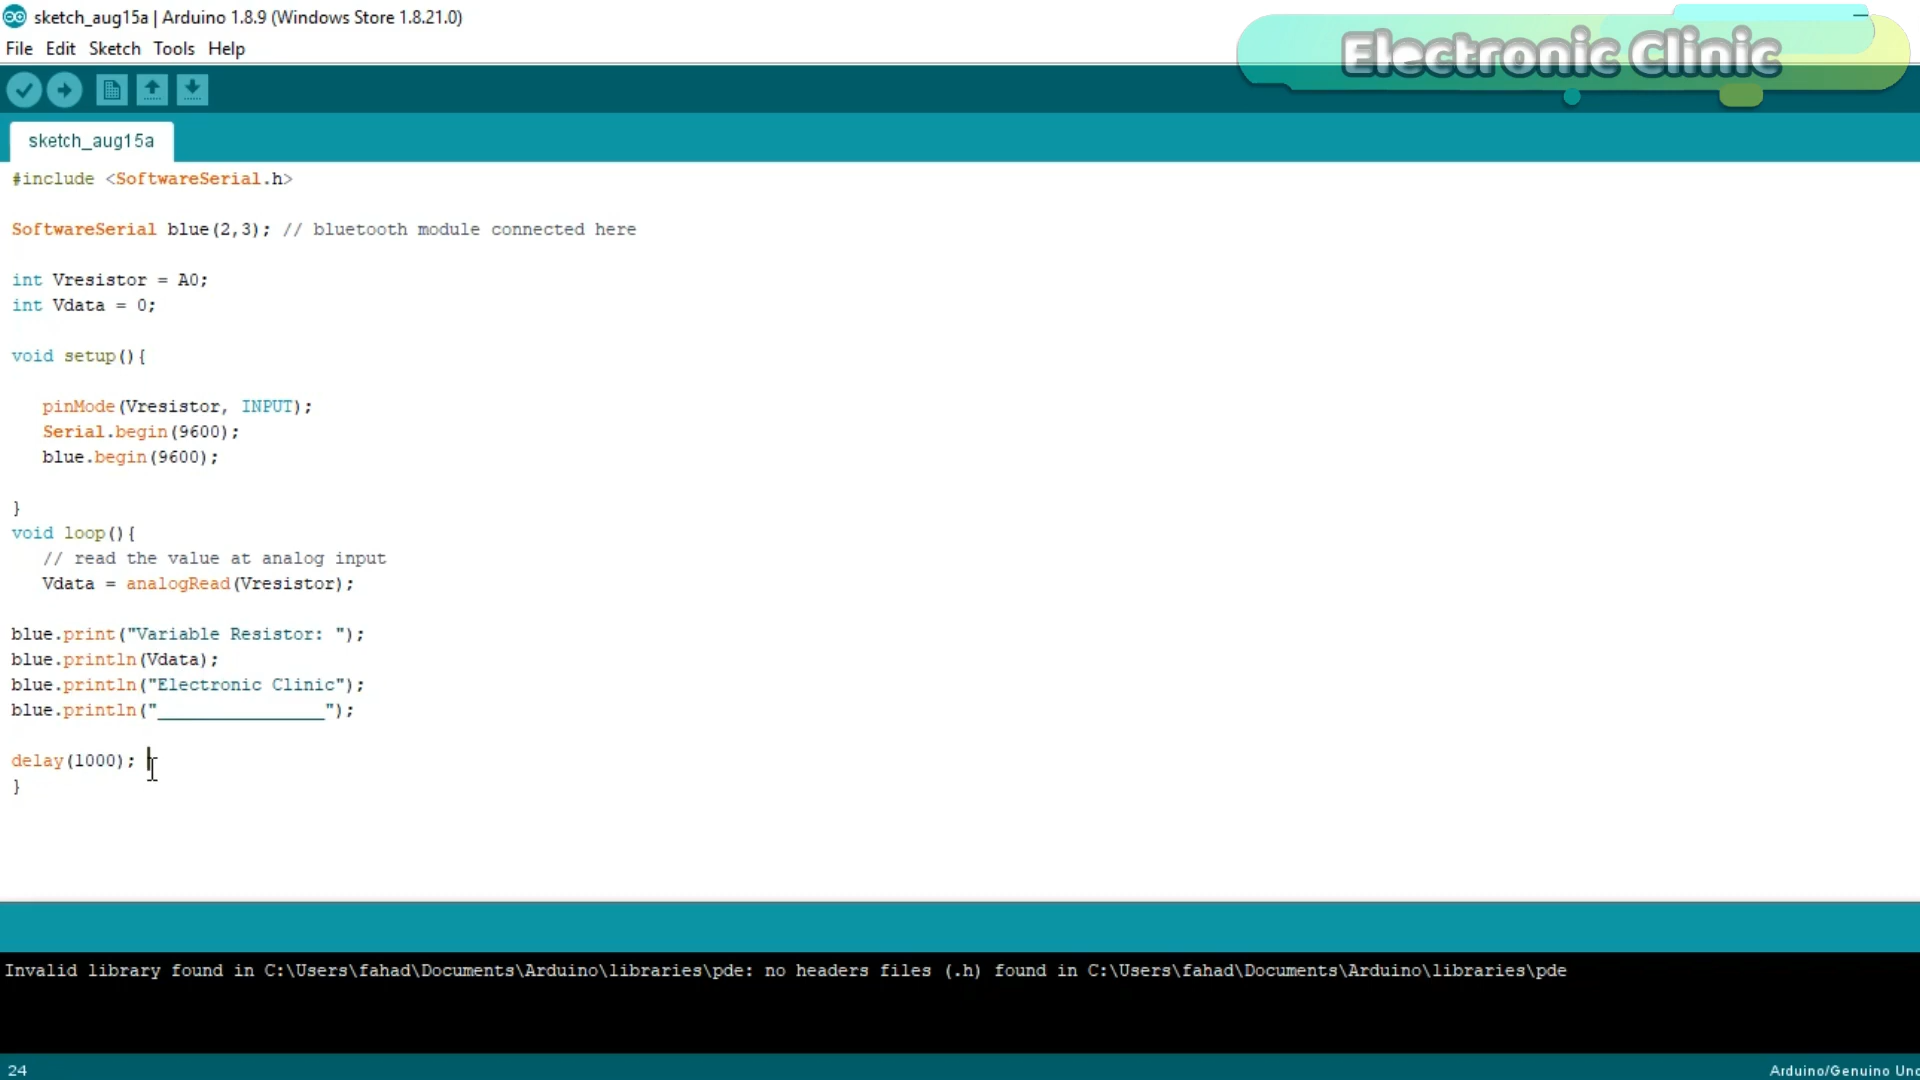 sketch_aug15a | Arduino 1.8.9 (Windows Store 1.8.21.0)
Electronic Clinic
File Edit Sketch Tools Help
sketch_aug15a
#include <SoftwareSerial.h>
SoftwareSerial blue(2,3); // bluetooth module connected here
int Vresistor = A0;
int Vdata = 0;
void setup(){
pinMode(Vresistor, INPUT);
Serial.begin(9600);
blue.begin(9600);
}
void loop(){
// read the value at analog input
Vdata = analogRead(Vresistor);
blue.print("Variable Resistor: ");
blue.println(Vdata);
blue.println("Electronic Clinic");
blue.println("________________");
delay(1000);
}
Invalid library found in C:\Users\fahad\Documents\Arduino\libraries\pde: no headers files (.h) found in C:\Users\fahad\Documents\Arduino\libraries\pde
24
Arduino/Genuino Uno